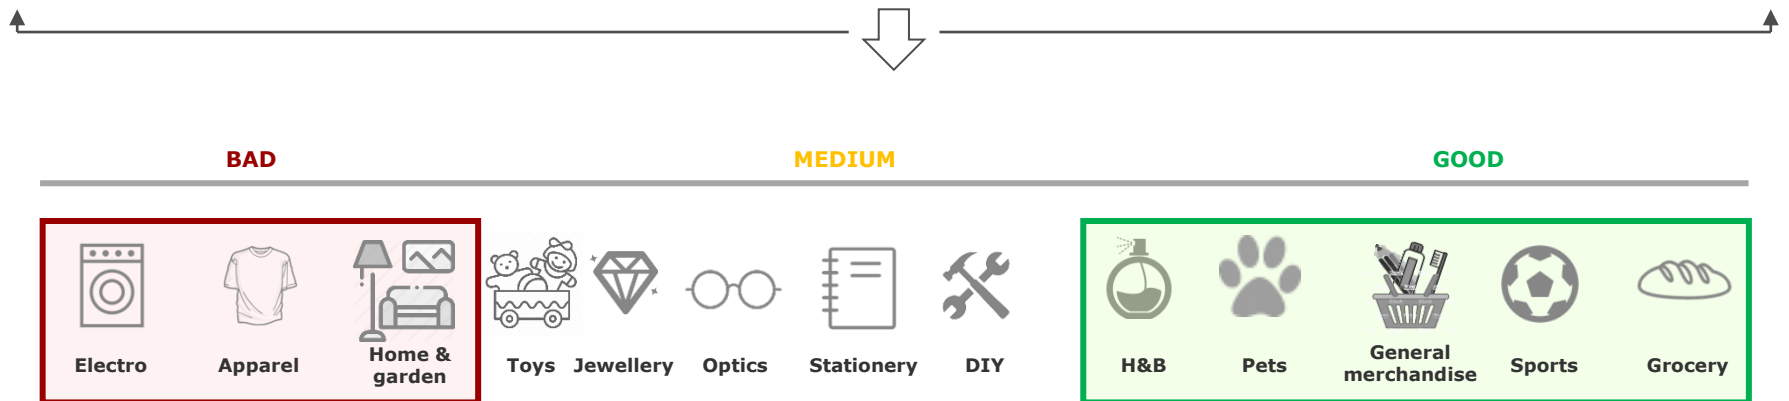 BAD
MEDIUM
GOOD
Electro
Apparel
Home &
garden
Toys
Jewellery
Optics
Stationery
DIY
H&B
Pets
General
merchandise
Sports
Grocery